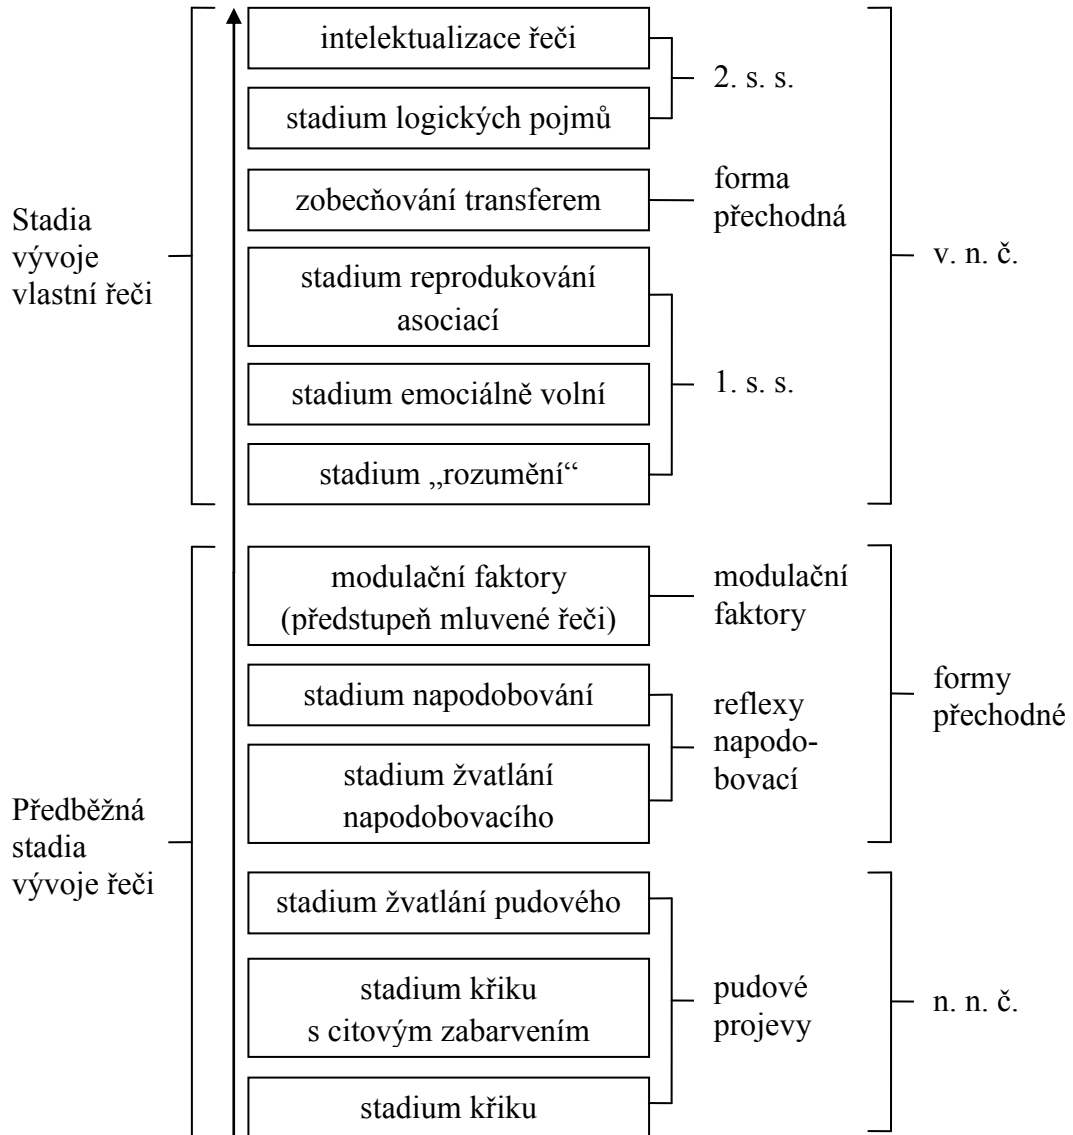 intelektualizace řeči
2. s. s.
stadium logických pojmů
zobecňování transferem
forma
přechodná
Stadia
vývoje
vlastní řeči
v. n. č.
stadium reprodukování
asociací
1. s. s.
stadium emociálně volní
stadium „rozumění“
modulační faktory
(předstupeň mluvené řeči)
modulační
faktory
stadium napodobování
reflexy
napodo-
bovací
formy
přechodné
stadium žvatlání
napodobovacího
Předběžná
stadia
vývoje řeči
stadium žvatlání pudového
stadium křiku
s citovým zabarvením
pudové
projevy
n. n. č.
stadium křiku